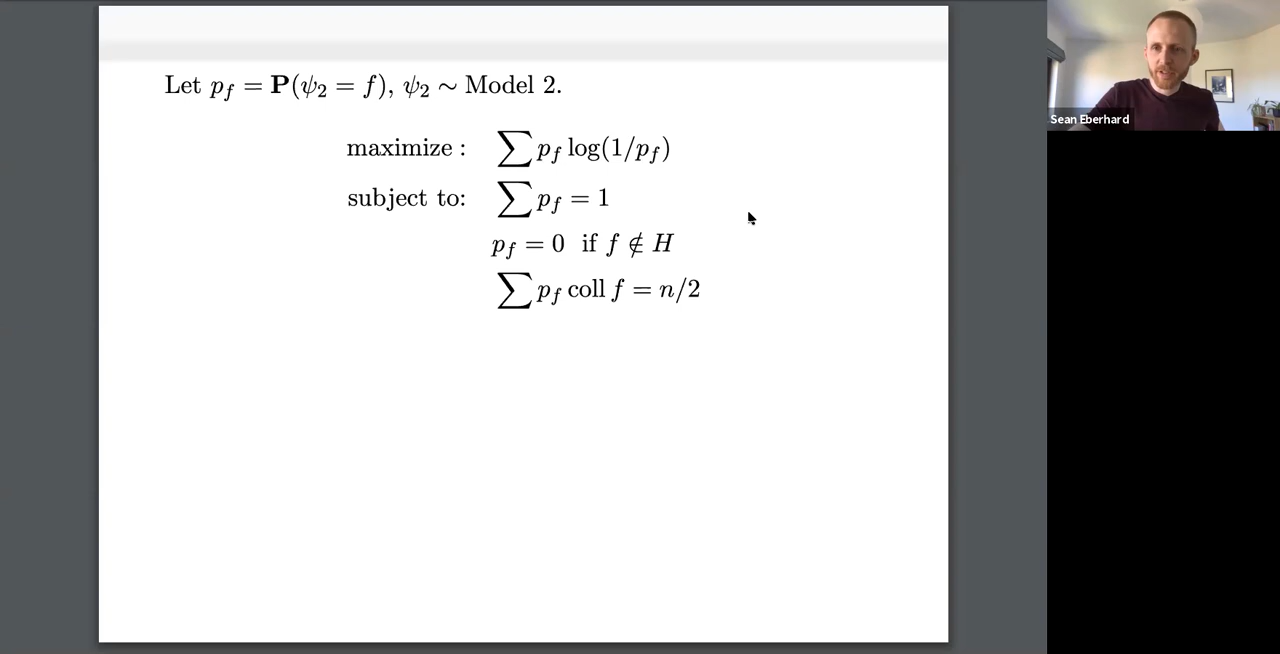 Let p_f = P(ψ_2 = f), ψ_2 ∼ Model 2.
maximize : ∑ p_f log(1/p_f)
subject to: ∑ p_f = 1
p_f = 0 if f ∉ H
∑ p_f coll f = n/2
Sean Eberhard